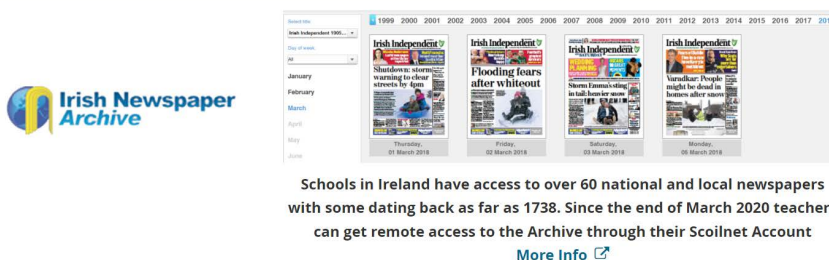 Irish Newspaper
Archive
Select title
Irish Independent 1905...
Day of week
All
January
February
March
April
May
June
1999 2000 2001 2002 2003 2004 2005 2006 2007 2008 2009 2010 2011 2012 2013 2014 2015 2016 2017
Irish Independent
Shutdown: storm
warning to clear
streets by 4pm
Thursday,
01 March 2018
Irish Independent
Flooding fears
after whiteout
Friday,
02 March 2018
Irish Independent
WEDDING
PLANNING
Storm Emma's sting
in tail: heavier snow
Saturday,
03 March 2018
Irish Independent
Varadkar: People
might be dead in
homes after snow
Monday,
05 March 2018
Schools in Ireland have access to over 60 national and local newspapers
with some dating back as far as 1738. Since the end of March 2020 teacher
can get remote access to the Archive through their Scoilnet Account
More Info